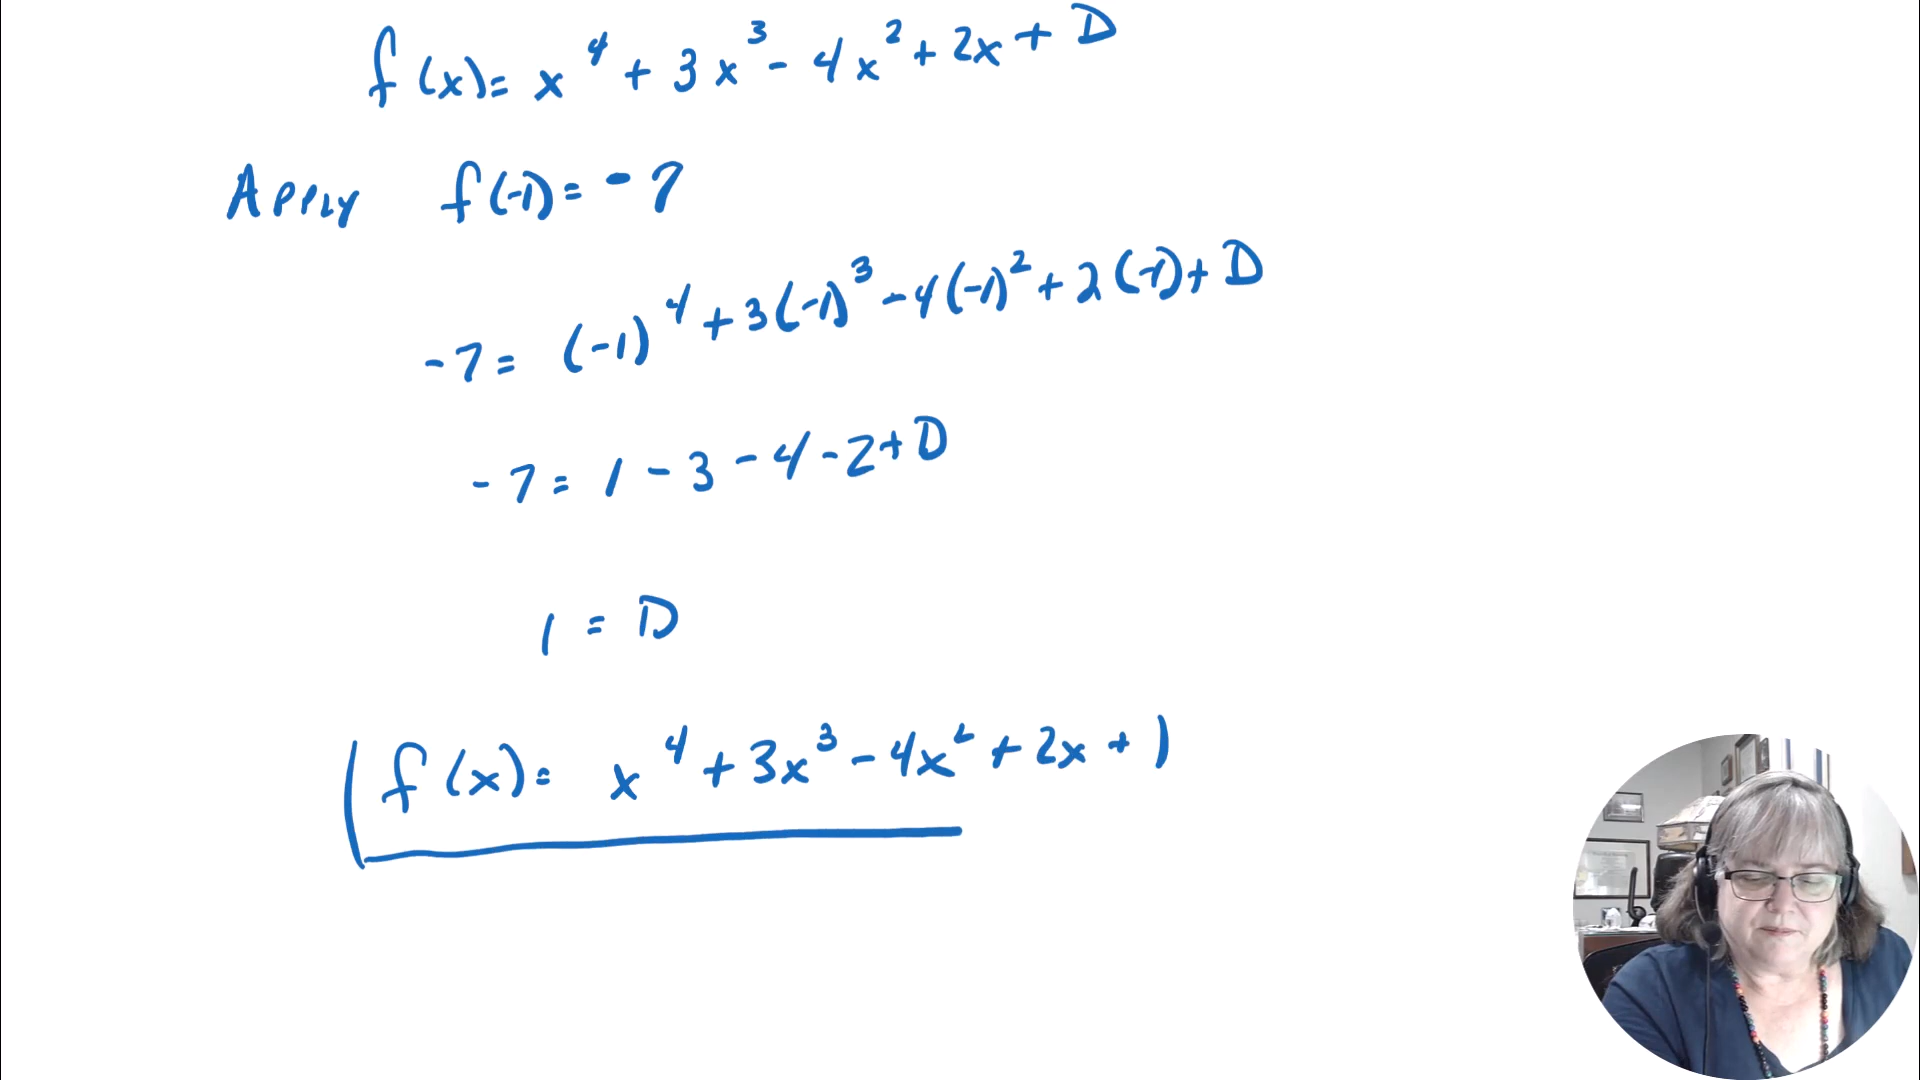 f(x) = x⁴ + 3x³ - 4x² + 2x + D
APPLY f(-1) = -7
-7 = (-1)⁴ + 3(-1)³ - 4(-1)² + 2(-1) + D
-7 = 1 - 3 - 4 - 2 + D
1 = D
f(x) = x⁴ + 3x³ - 4x² + 2x + 1